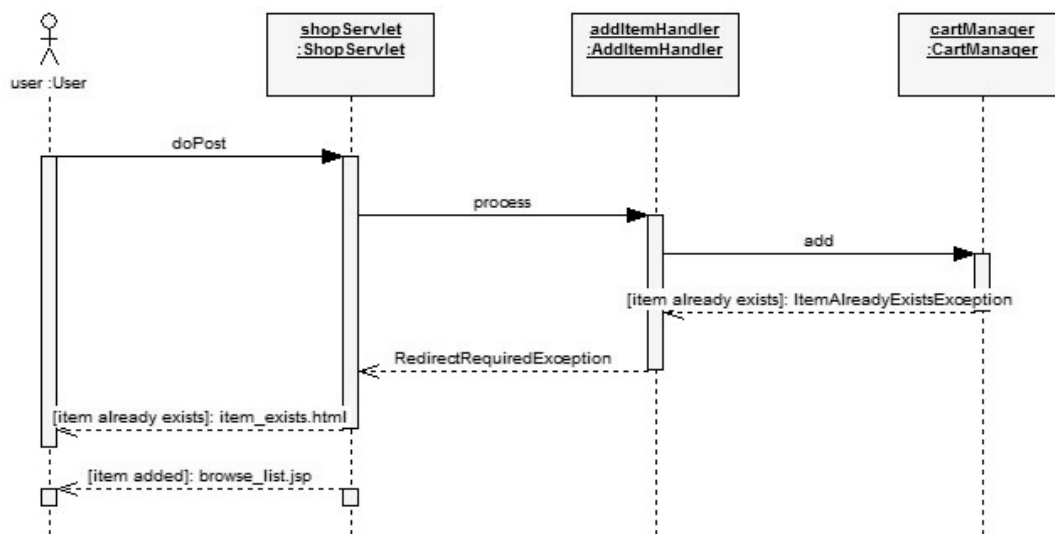 shopServlet
:ShopServlet
addItemHandler
:AddItemHandler
cartManager
:CartManager
user :User
doPost
process
add
[item already exists]: ItemAlreadyExistsException
RedirectRequiredException
[item already exists]: item_exists.html
[item added]: browse_list.jsp